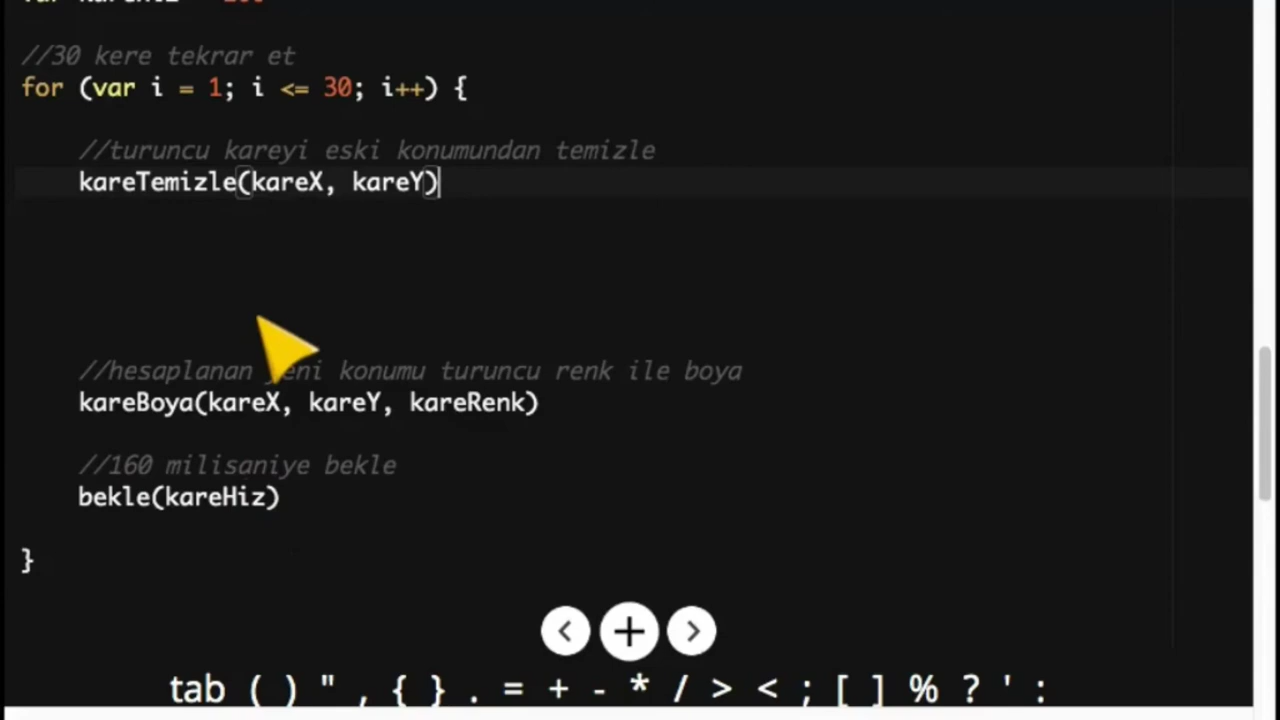 //30 kere tekrar et
for (var i = 1; i <= 30; i++) {
//turuncu kareyi eski konumundan temizle
kareTemizle(kareX, kareY)
//hesaplanan yeni konumu turuncu renk ile boya
kareBoya(kareX, kareY, kareRenk)
//160 milisaniye bekle
bekle(kareHiz)
}
tab ( ) " , { } . = + - * / > < ; [ ] % ? ' :